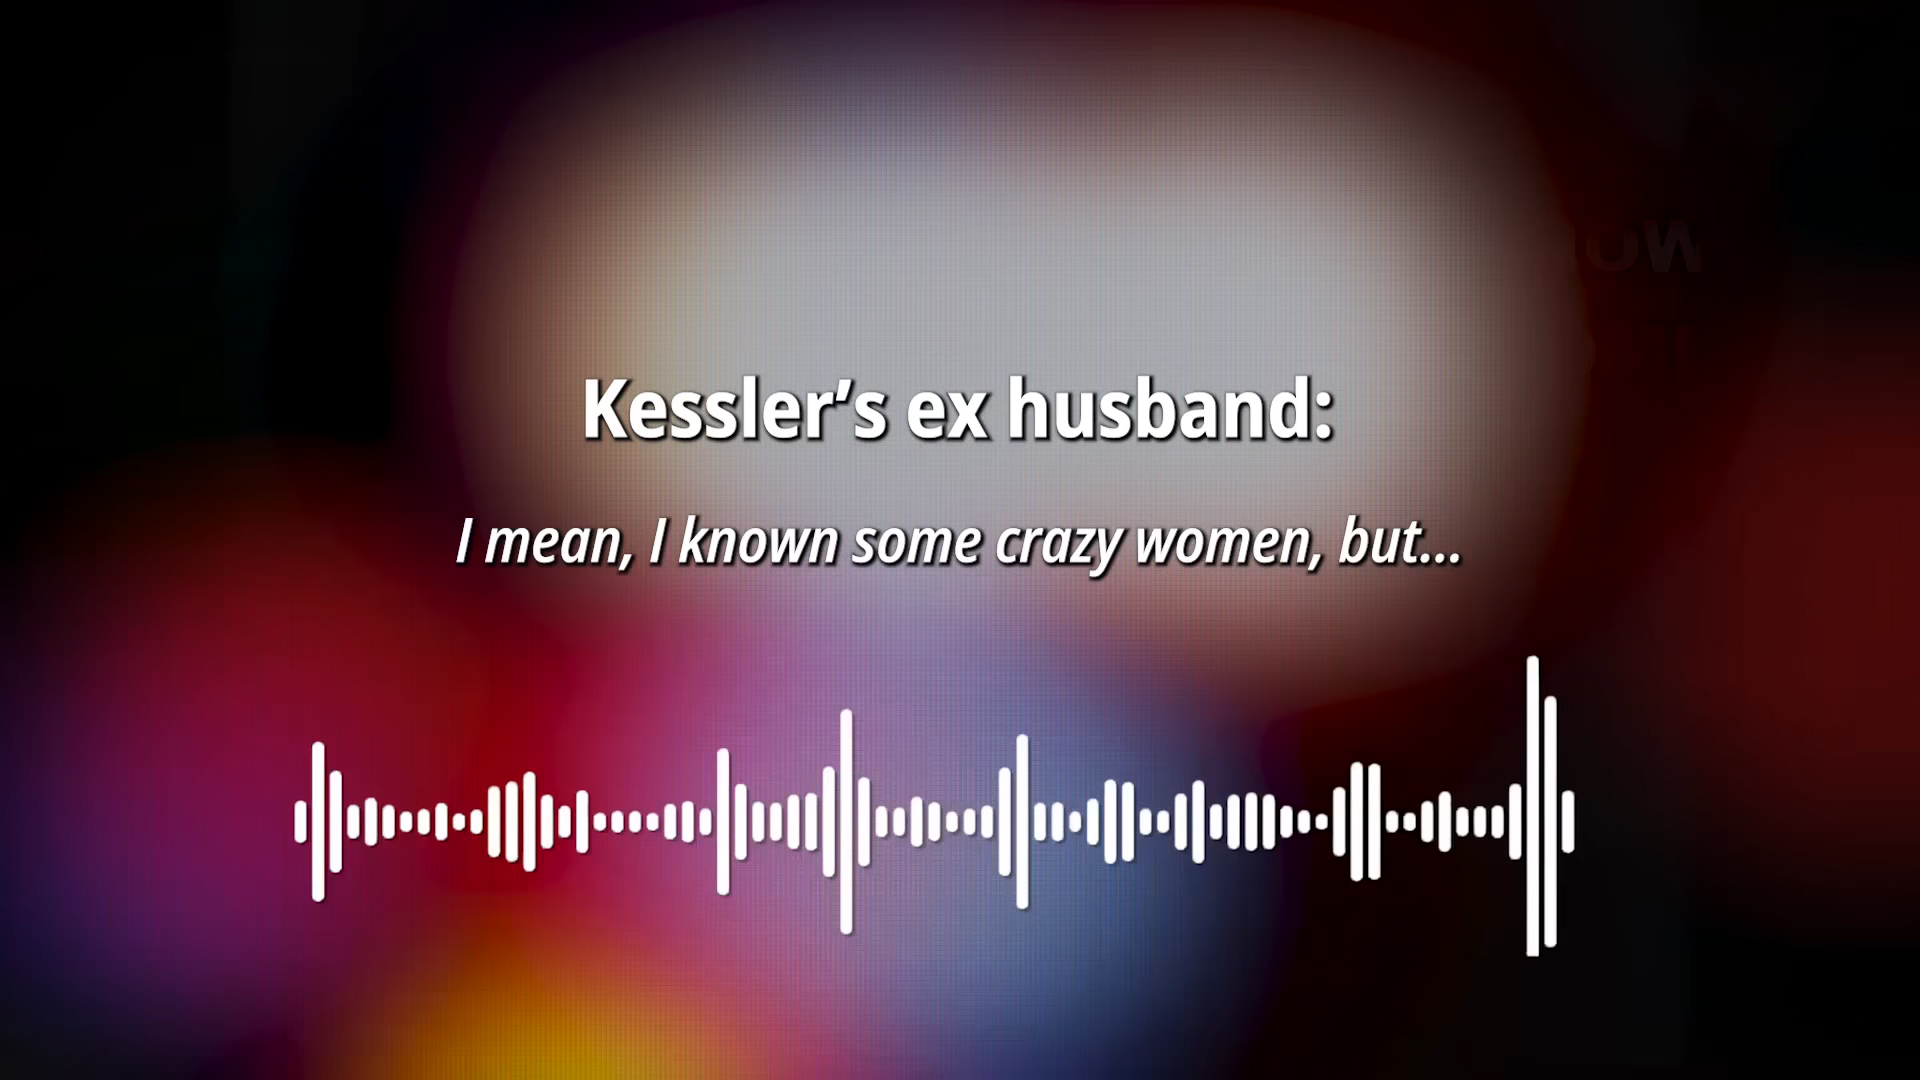 Kessler’s ex husband:
I mean, I known some crazy women, but...